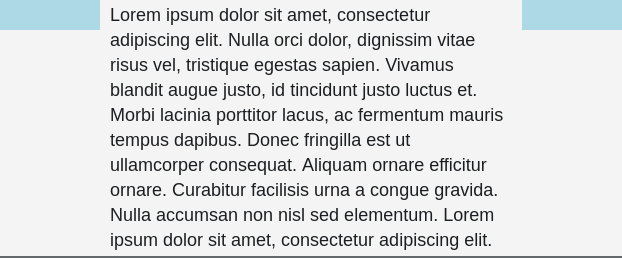 Lorem ipsum dolor sit amet, consectetur
adipiscing elit. Nulla orci dolor, dignissim vitae
risus vel, tristique egestas sapien. Vivamus
blandit augue justo, id tincidunt justo luctus et.
Morbi lacinia porttitor lacus, ac fermentum mauris
tempus dapibus. Donec fringilla est ut
ullamcorper consequat. Aliquam ornare efficitur
ornare. Curabitur facilisis urna a congue gravida.
Nulla accumsan non nisl sed elementum. Lorem
ipsum dolor sit amet, consectetur adipiscing elit.